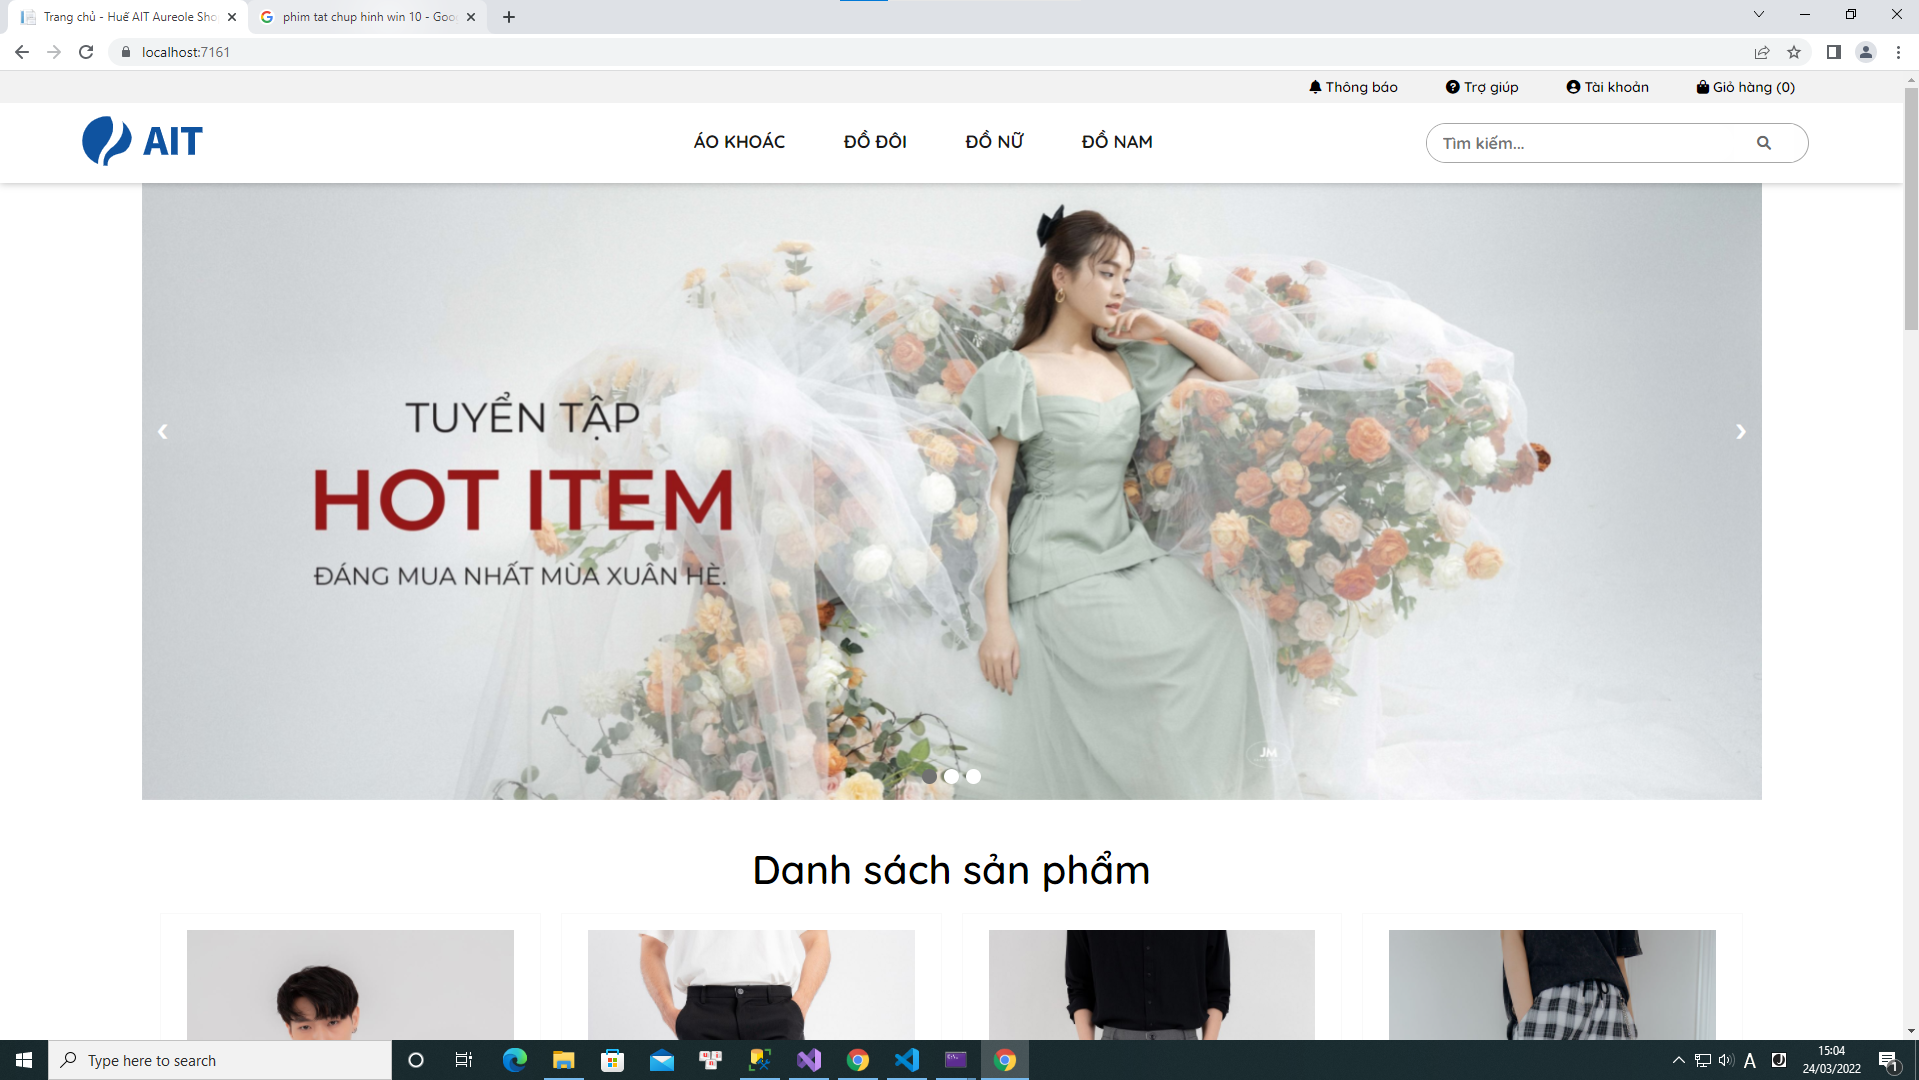 Trang chủ - Huế AIT Aureole Sho
phim tat chup hinh win 10 - Goo
localhost:7161
Thông báo
Trợ giúp
Tài khoản
Giỏ hàng (0)
AIT
ÁO KHOÁC
ĐỒ ĐÔI
ĐỒ NỮ
ĐỒ NAM
Tìm kiếm...
TUYỂN TẬP
HOT ITEM
ĐÁNG MUA NHẤT MÙA XUÂN HÈ.
JM
Danh sách sản phẩm
Type here to search
A
15:04
24/03/2022
1